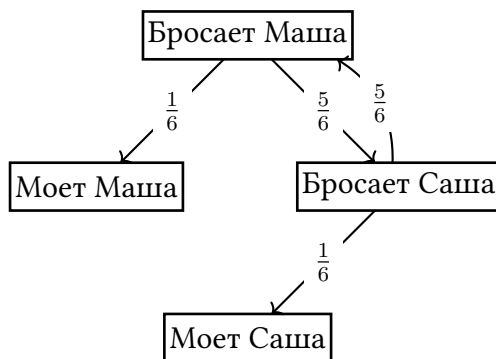 Бросает Маша
1/6
5/6
5/6
Моет Маша
Бросает Саша
1/6
Моет Саша